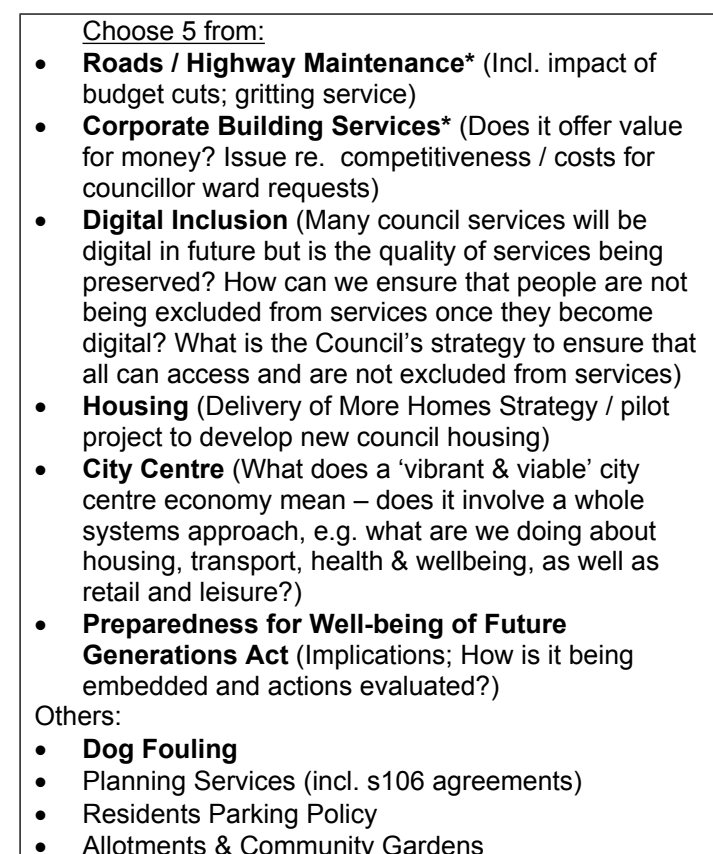 Choose 5 from:
• Roads / Highway Maintenance* (Incl. impact of
budget cuts; gritting service)
• Corporate Building Services* (Does it offer value
for money? Issue re. competitiveness / costs for
councillor ward requests)
• Digital Inclusion (Many council services will be
digital in future but is the quality of services being
preserved? How can we ensure that people are not
being excluded from services once they become
digital? What is the Council’s strategy to ensure that
all can access and are not excluded from services)
• Housing (Delivery of More Homes Strategy / pilot
project to develop new council housing)
• City Centre (What does a ‘vibrant & viable’ city
centre economy mean – does it involve a whole
systems approach, e.g. what are we doing about
housing, transport, health & wellbeing, as well as
retail and leisure?)
• Preparedness for Well-being of Future
Generations Act (Implications; How is it being
embedded and actions evaluated?)
Others:
• Dog Fouling
• Planning Services (incl. s106 agreements)
• Residents Parking Policy
• Allotments & Community Gardens